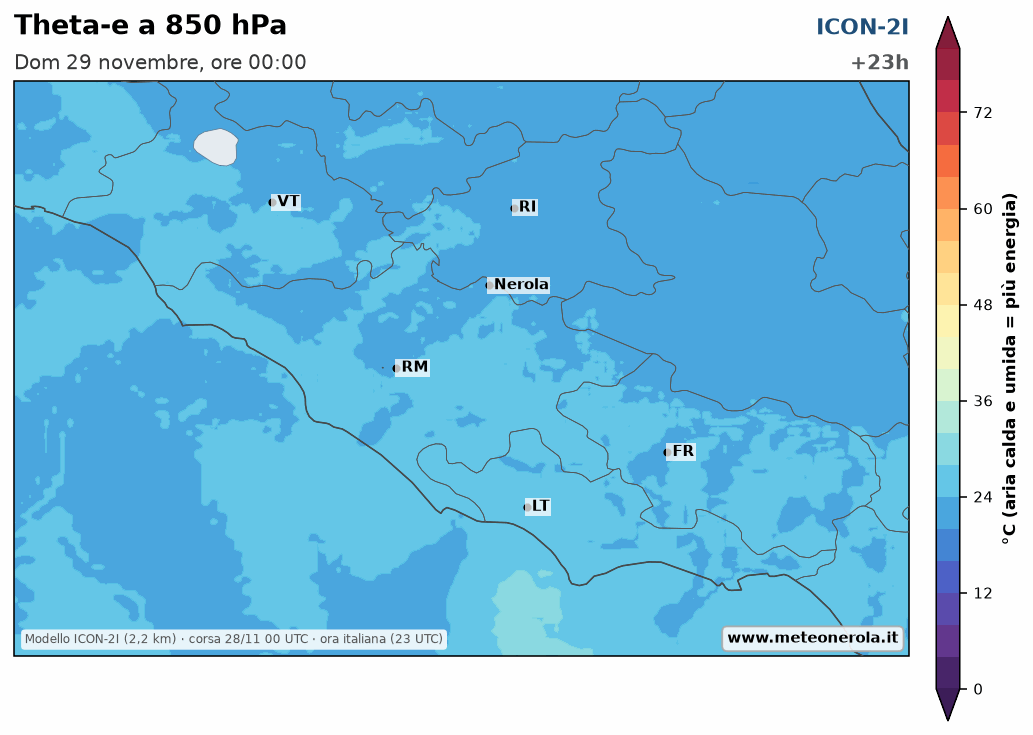 Theta-e a 850 hPa
ICON-2I
Dom 29 novembre, ore 00:00
+23h
VT
RI
Nerola
RM
FR
LT
Modello ICON-2I (2,2 km) · corsa 28/11 00 UTC · ora italiana (23 UTC)
www.meteonerola.it
72
60
48
36
24
12
0
°C (aria calda e umida = più energia)